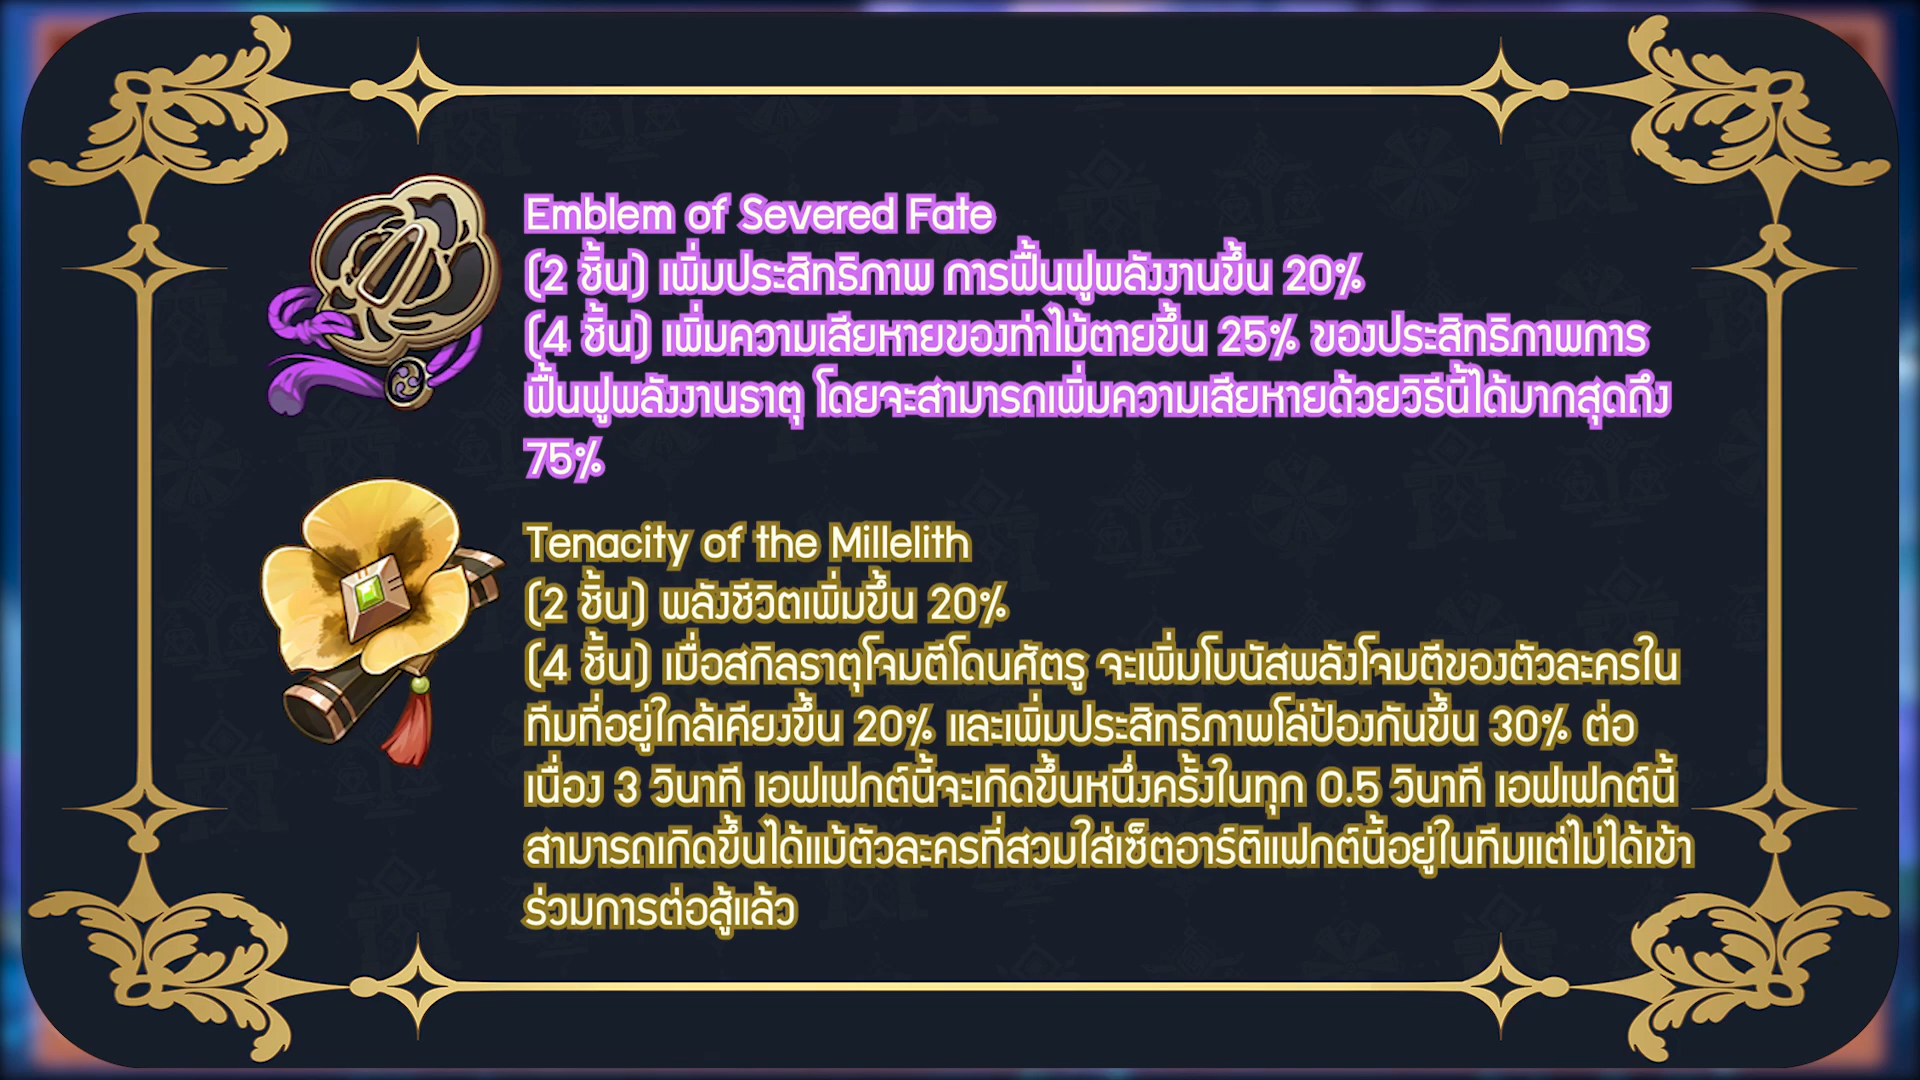 Emblem of Severed Fate
(2 ชิ้น) เพิ่มประสิทธิภาพ การฟื้นฟูพลังงานขึ้น 20%
(4 ชิ้น) เพิ่มความเสียหายของท่าไม้ตายขึ้น 25% ของประสิทธิภาพการ
ฟื้นฟูพลังงานธาตุ โดยจะสามารถเพิ่มความเสียหายด้วยวิธีนี้ได้มากสุดถึง
75%
Tenacity of the Millelith
(2 ชิ้น) พลังชีวิตเพิ่มขึ้น 20%
(4 ชิ้น) เมื่อสกิลธาตุโจมตีโดนศัตรู จะเพิ่มโบนัสพลังโจมตีของตัวละครใน
ทีมที่อยู่ใกล้เคียงขึ้น 20% และเพิ่มประสิทธิภาพโล่ป้องกันขึ้น 30% ต่อ
เนื่อง 3 วินาที เอฟเฟกต์นี้จะเกิดขึ้นหนึ่งครั้งในทุก 0.5 วินาที เอฟเฟกต์นี้
สามารถเกิดขึ้นได้แม้ตัวละครที่สวมใส่เซ็ตอาร์ติแฟกต์นี้อยู่ในทีมแต่ไม่ได้เข้า
ร่วมการต่อสู้แล้ว